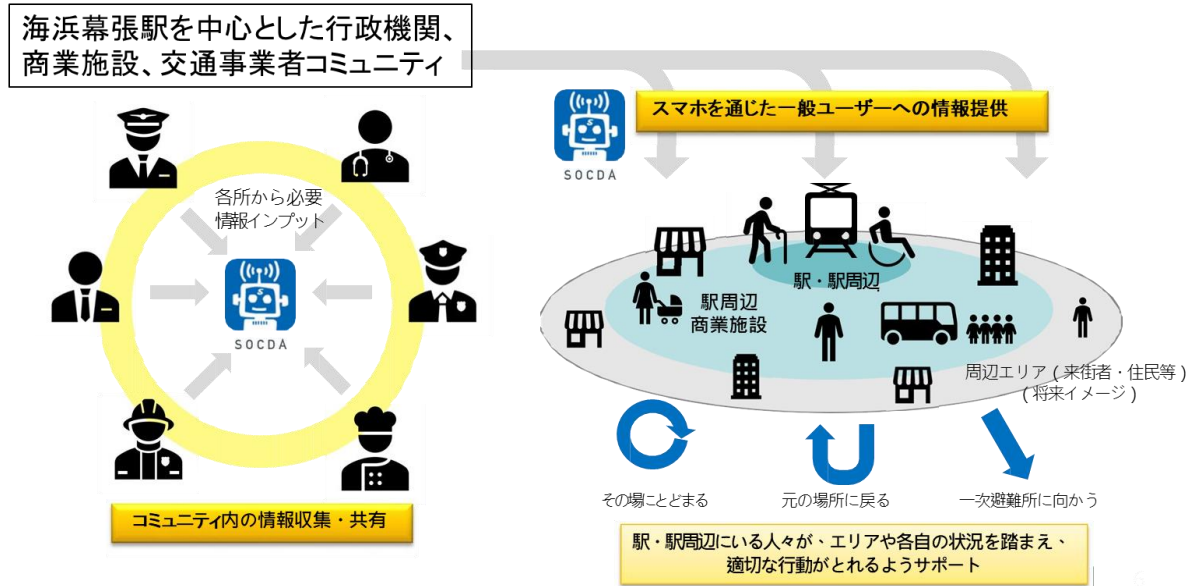 海浜幕張駅を中心とした行政機関、
商業施設、交通事業者コミュニティ
各所から必要
情報インプット
S
SOCDA
コミュニティ内の情報収集・共有
S
SOCDA
スマホを通じた一般ユーザーへの情報提供
駅・駅周辺
駅周辺
商業施設
周辺エリア(来街者・住民等)
(将来イメージ)
その場にとどまる
元の場所に戻る
一次避難所に向かう
駅・駅周辺にいる人々が、エリアや各自の状況を踏まえ、
適切な行動がとれるようサポート
6